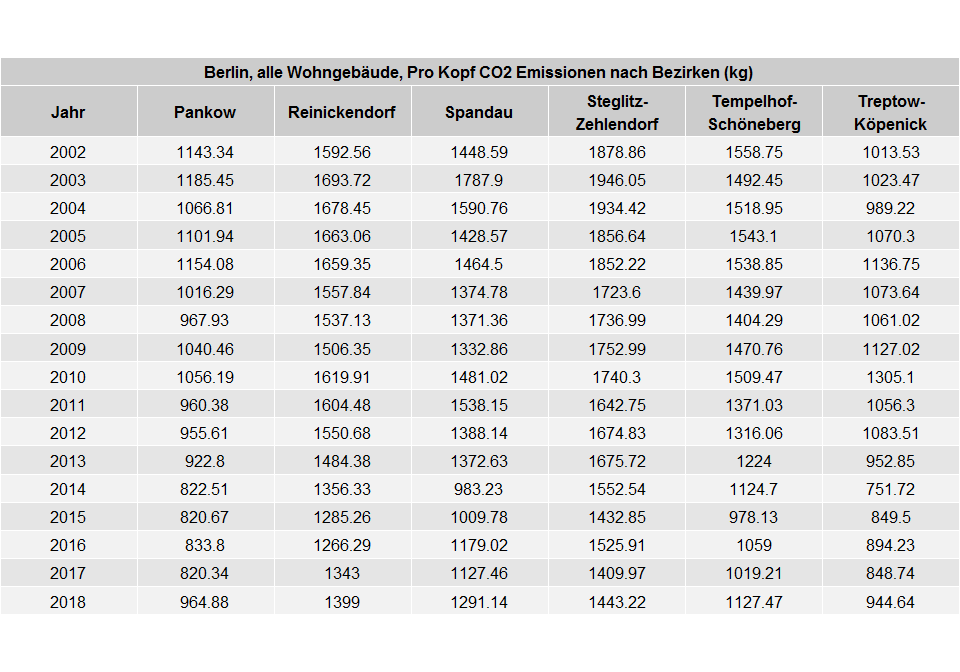 Berlin, alle Wohngebäude, Pro Kopf CO2 Emissionen nach Bezirken (kg)
Jahr Pankow Reinickendorf Spandau Steglitz-Zehlendorf Tempelhof-Schöneberg Treptow-Köpenick
2002 1143.34 1592.56 1448.59 1878.86 1558.75 1013.53
2003 1185.45 1693.72 1787.9 1946.05 1492.45 1023.47
2004 1066.81 1678.45 1590.76 1934.42 1518.95 989.22
2005 1101.94 1663.06 1428.57 1856.64 1543.1 1070.3
2006 1154.08 1659.35 1464.5 1852.22 1538.85 1136.75
2007 1016.29 1557.84 1374.78 1723.6 1439.97 1073.64
2008 967.93 1537.13 1371.36 1736.99 1404.29 1061.02
2009 1040.46 1506.35 1332.86 1752.99 1470.76 1127.02
2010 1056.19 1619.91 1481.02 1740.3 1509.47 1305.1
2011 960.38 1604.48 1538.15 1642.75 1371.03 1056.3
2012 955.61 1550.68 1388.14 1674.83 1316.06 1083.51
2013 922.8 1484.38 1372.63 1675.72 1224 952.85
2014 822.51 1356.33 983.23 1552.54 1124.7 751.72
2015 820.67 1285.26 1009.78 1432.85 978.13 849.5
2016 833.8 1266.29 1179.02 1525.91 1059 894.23
2017 820.34 1343 1127.46 1409.97 1019.21 848.74
2018 964.88 1399 1291.14 1443.22 1127.47 944.64